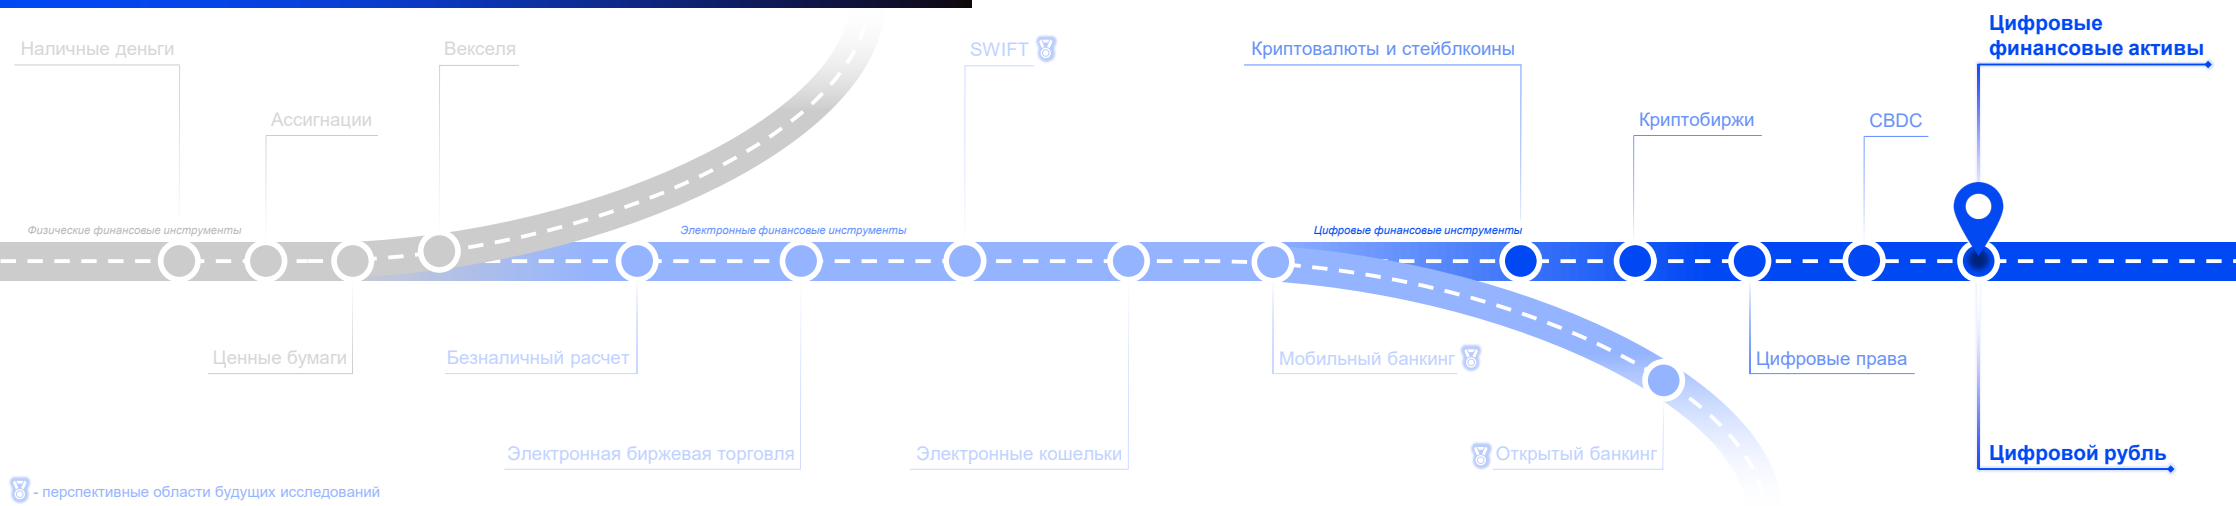 Цифровые
финансовые активы
Наличные деньги
Векселя
SWIFT
Криптовалюты и стейблкоины
Ассигнации
Криптобиржи
CBDC
Физические финансовые инструменты
Электронные финансовые инструменты
Цифровые финансовые инструменты
Ценные бумаги
Безналичный расчет
Мобильный банкинг
Цифровые права
Электронная биржевая торговля
Электронные кошельки
Открытый банкинг
Цифровой рубль
- перспективные области будущих исследований